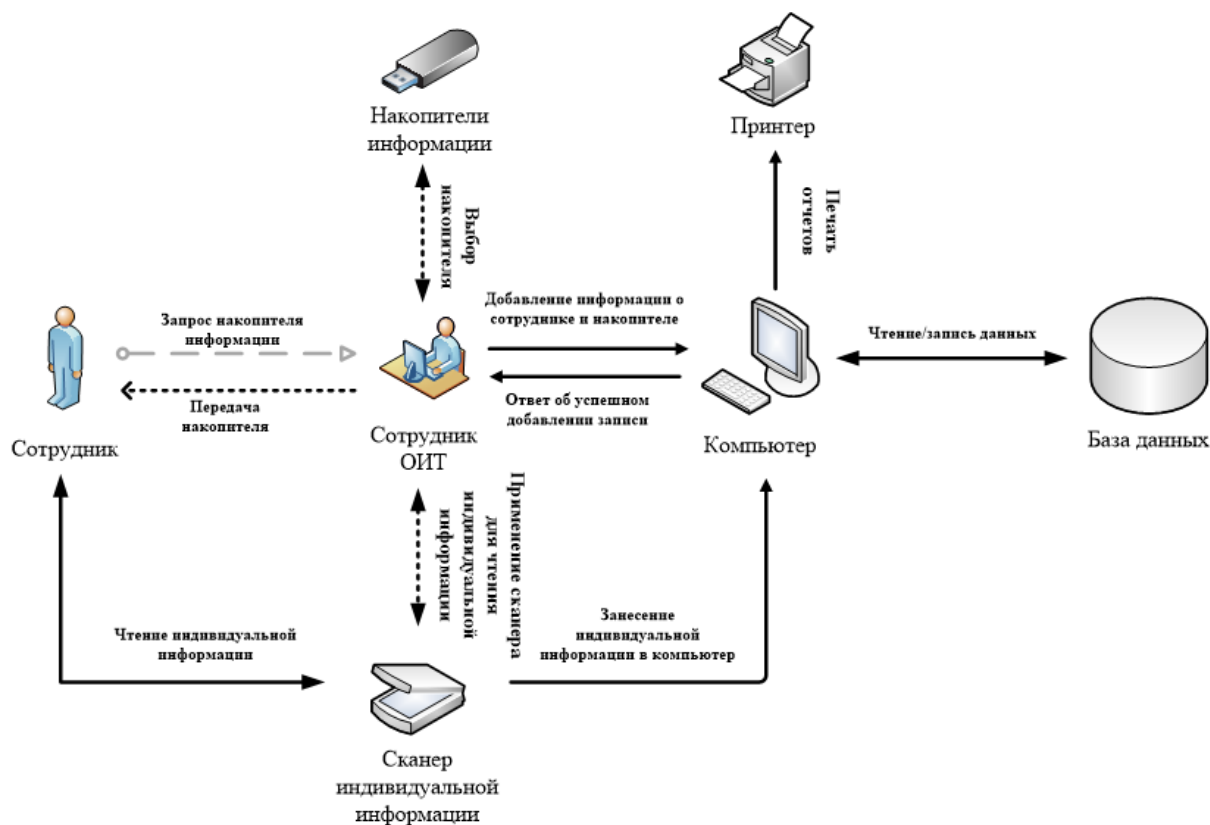 Накопители
информации
Принтер
Выбор
накопителя
Печать
отчетов
Запрос накопителя
информации
Добавление информации о
сотруднике и накопителе
Чтение/запись данных
Передача
накопителя
Ответ об успешном
добавлении записи
Сотрудник
Сотрудник
ОИТ
Компьютер
База данных
Применение сканера
для чтения
индивидуальной
информации
Чтение индивидуальной
информации
Занесение
индивидуальной
информации в компьютер
Сканер
индивидуальной
информации